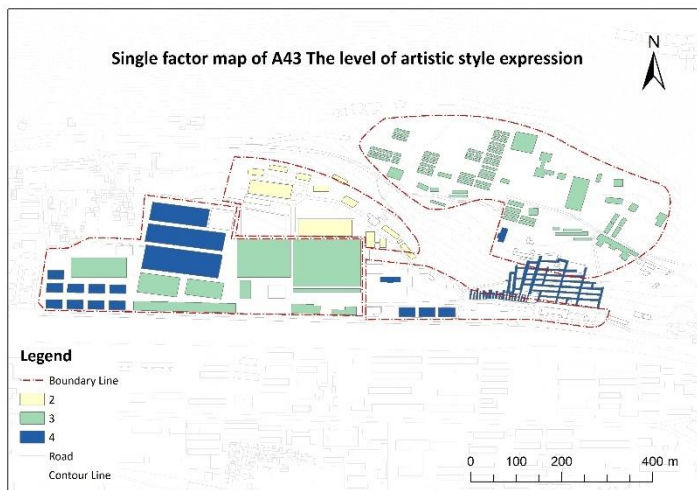 Single factor map of A43 The level of artistic style expression
N
Legend
Boundary Line
2
3
4
Road
Contour Line
0 100 200 400 m